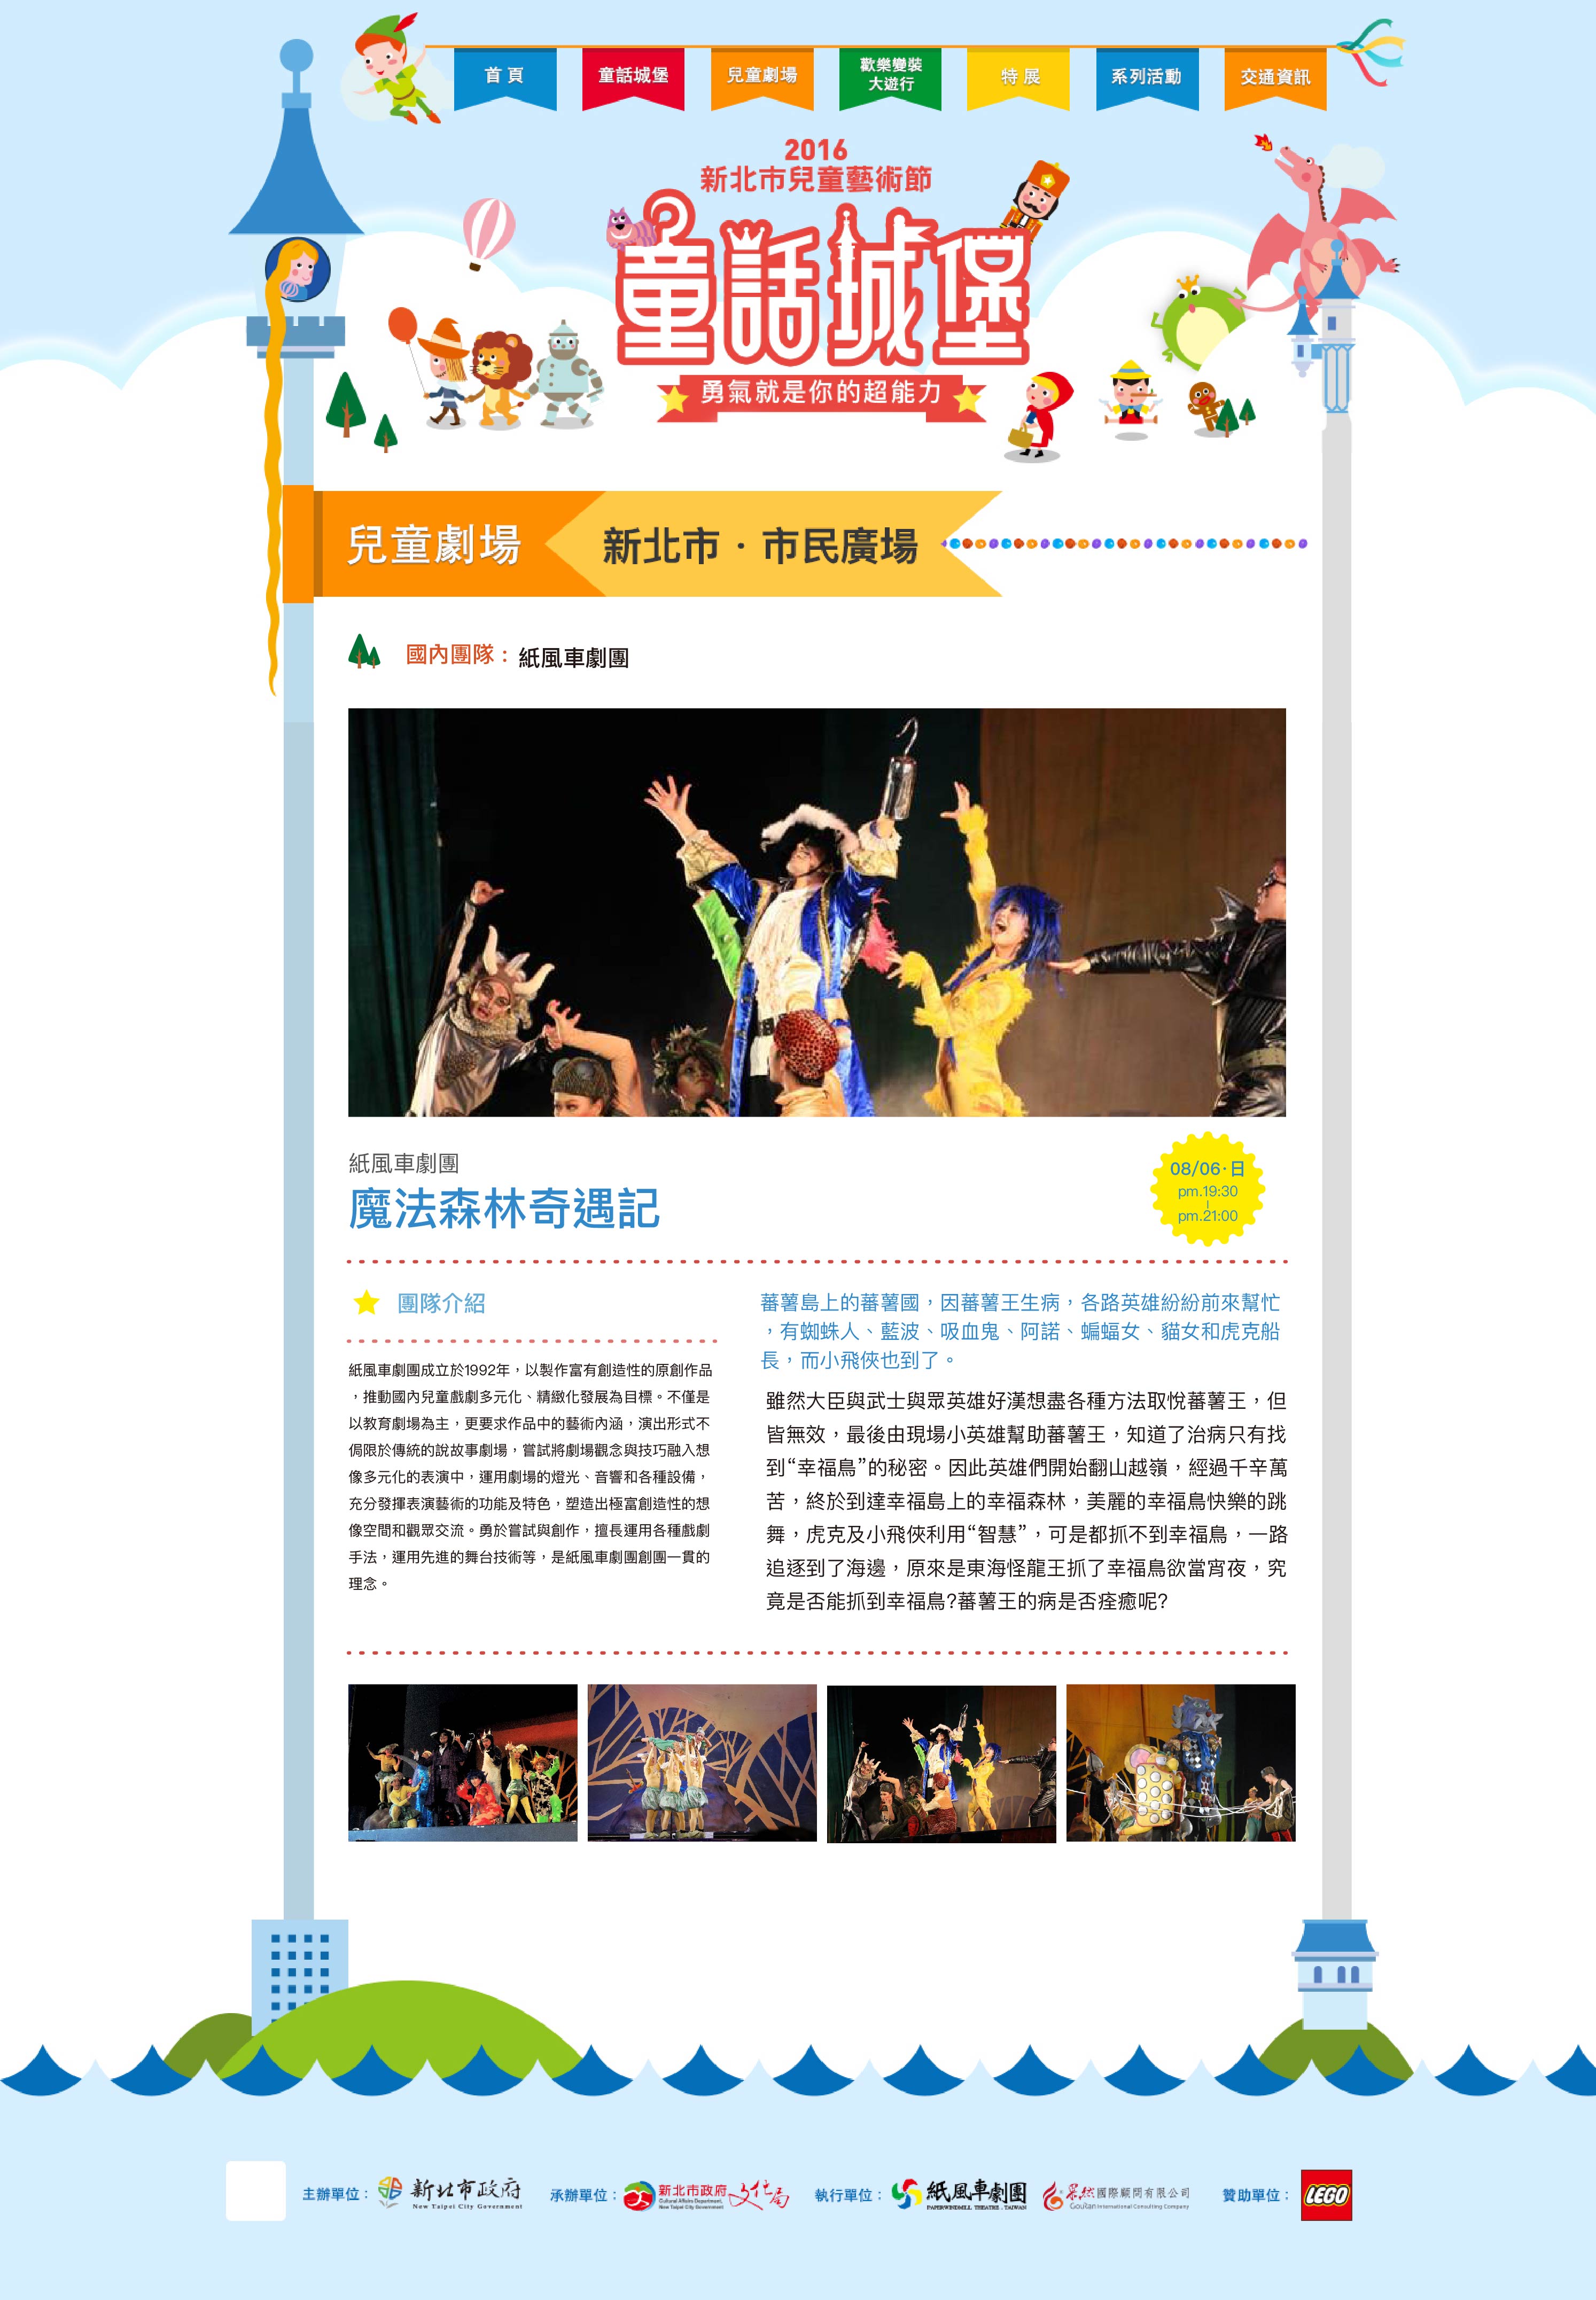 首頁
童話城堡
兒童劇場
歡樂變裝
大遊行
特展
系列活動
交通資訊
2016
新北市兒童藝術節
童話城堡
勇氣就是你的超能力
兒童劇場
新北市．市民廣場
國內團隊：紙風車劇團
紙風車劇團
魔法森林奇遇記
08/06·日
pm.19:30
|
pm.21:00
團隊介紹
紙風車劇團成立於1992年，以製作富有創造性的原創作品
，推動國內兒童戲劇多元化、精緻化發展為目標。不僅是
以教育劇場為主，更要求作品中的藝術內涵，演出形式不
侷限於傳統的說故事劇場，嘗試將劇場觀念與技巧融入想
像多元化的表演中，運用劇場的燈光、音響和各種設備，
充分發揮表演藝術的功能及特色，塑造出極富創造性的想
像空間和觀眾交流。勇於嘗試與創作，擅長運用各種戲劇
手法，運用先進的舞台技術等，是紙風車劇團創團一貫的
理念。
蕃薯島上的蕃薯國，因蕃薯王生病，各路英雄紛紛前來幫忙
，有蜘蛛人、藍波、吸血鬼、阿諾、蝙蝠女、貓女和虎克船
長，而小飛俠也到了。
雖然大臣與武士與眾英雄好漢想盡各種方法取悅蕃薯王，但
皆無效，最後由現場小英雄幫助蕃薯王，知道了治病只有找
到“幸福鳥”的秘密。因此英雄們開始翻山越嶺，經過千辛萬
苦，終於到達幸福島上的幸福森林，美麗的幸福鳥快樂的跳
舞，虎克及小飛俠利用“智慧”，可是都抓不到幸福鳥，一路
追逐到了海邊，原來是東海怪龍王抓了幸福鳥欲當宵夜，究
竟是否能抓到幸福鳥?蕃薯王的病是否痊癒呢?
主辦單位：
新北市政府
New Taipei City Government
承辦單位：
新北市政府文化局
Cultural Affairs Department,
New Taipei City Government
執行單位：
紙風車劇團
PAPERWINDMILL THEATRE . TAIWAN
國際顧問有限公司
Goultan International Consulting Company
贊助單位：
LEGO